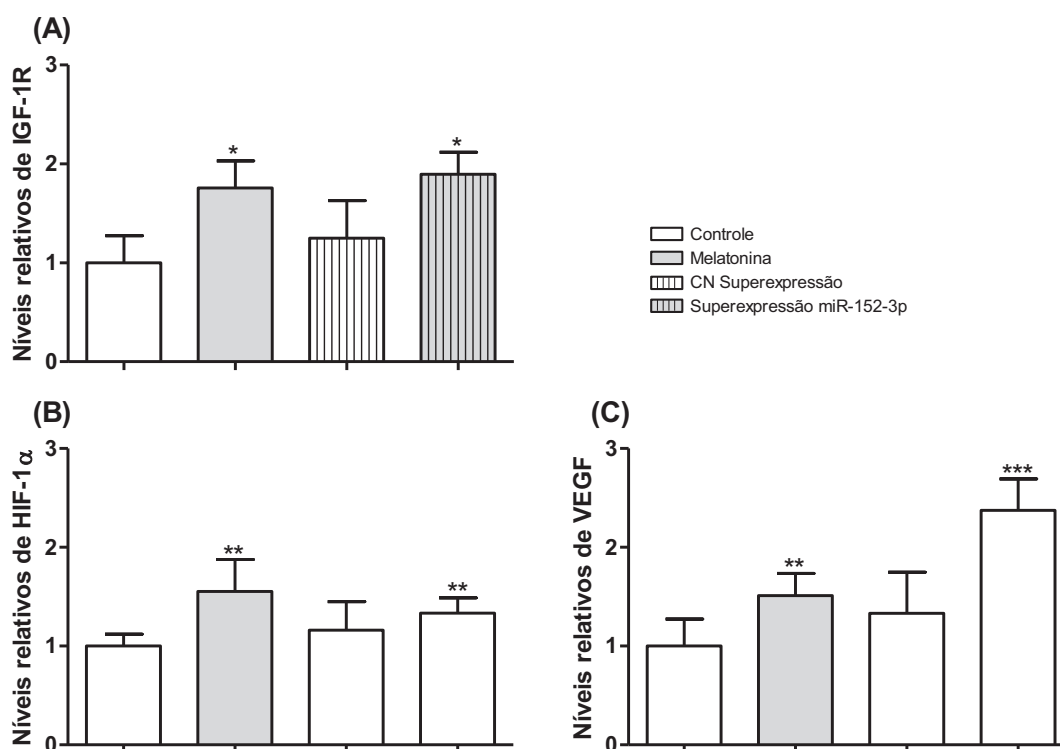 (A)
Níveis relativos de IGF-1R
3
2
1
0
*
*
Controle
Melatonina
CN Superexpressão
Superexpressão miR-152-3p
(B)
Níveis relativos de HIF-1α
3
2
1
0
**
**
(C)
Níveis relativos de VEGF
3
2
1
0
**
***